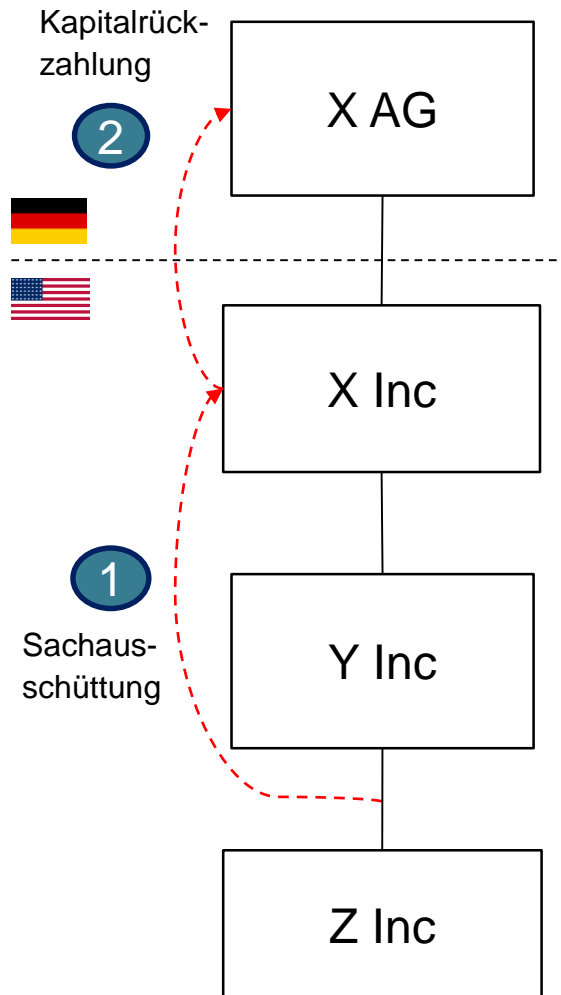 Kapitalrück-
zahlung
2
X AG
X Inc
1
Sachaus-
schüttung
Y Inc
Z Inc